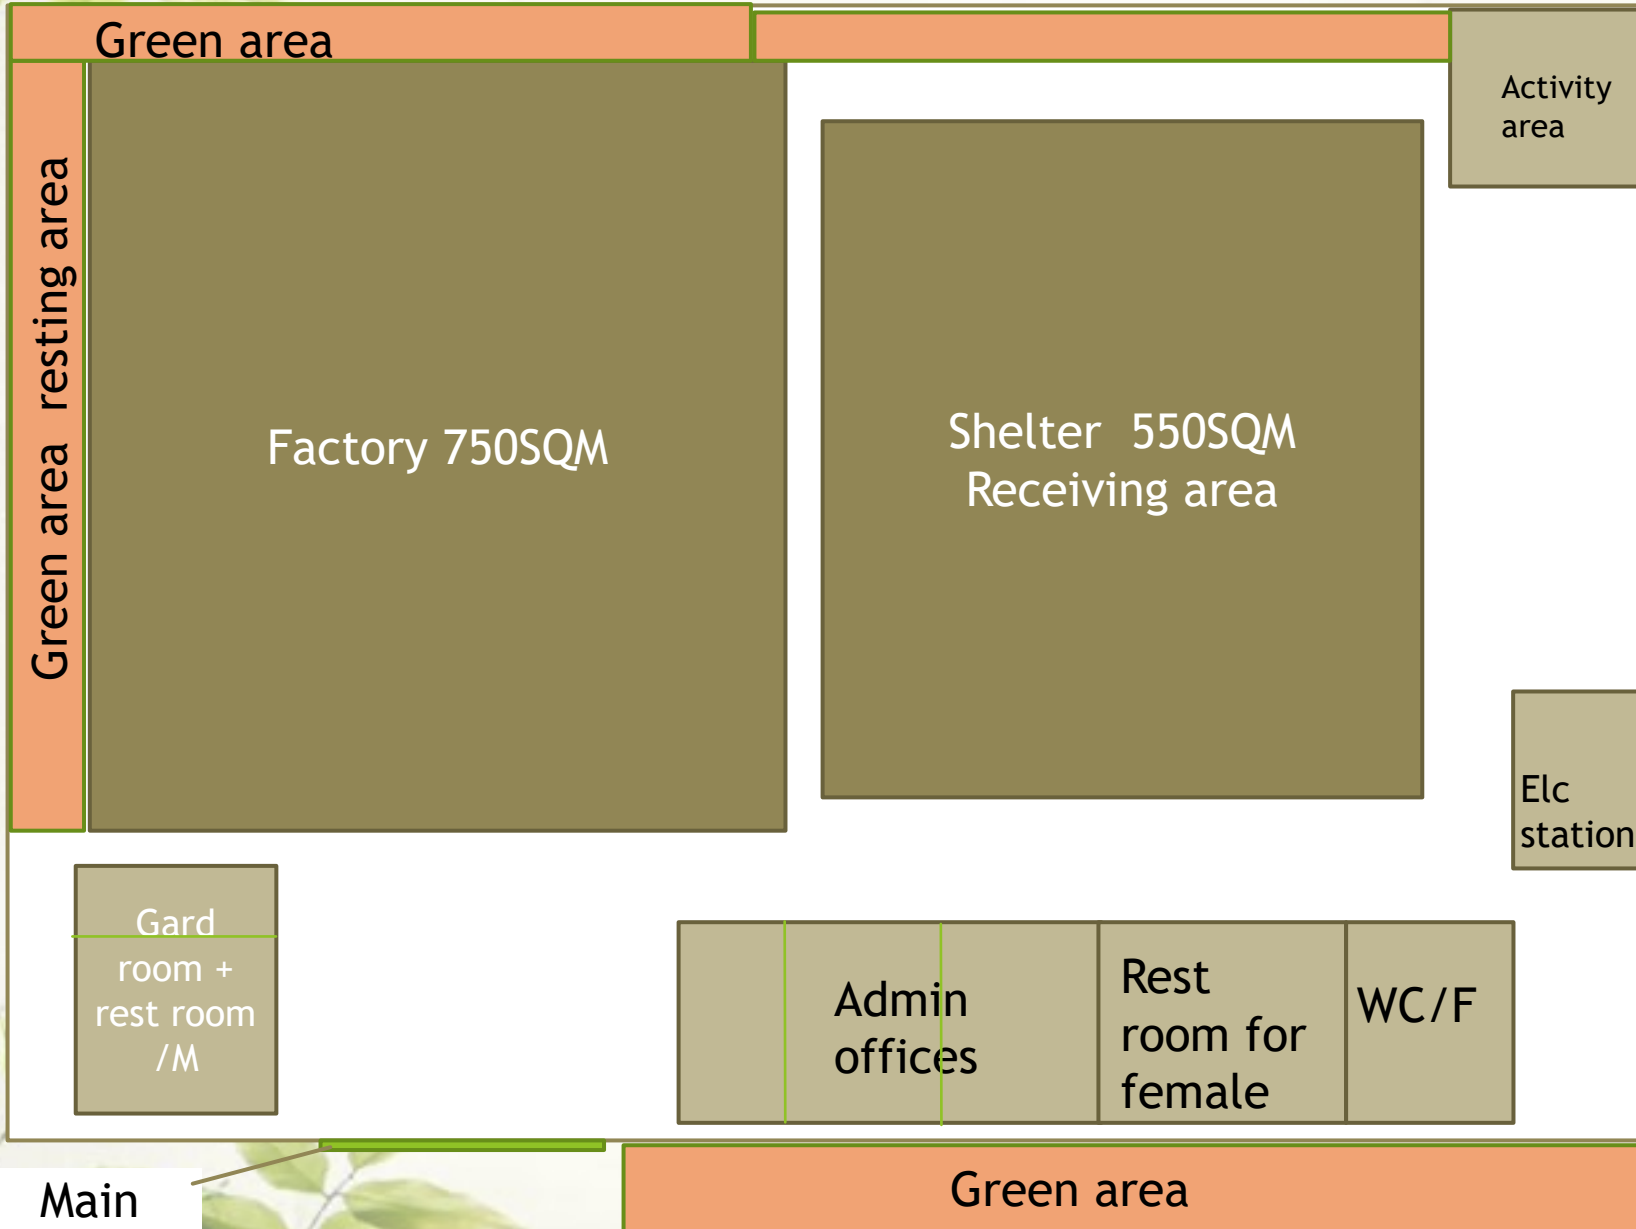 Green area
Activity
area
Green area  resting area
Factory 750SQM
Shelter  550SQM
Receiving area
Elc
station
Gard
room +
rest room
/M
Admin
offices
Rest
room for
female
WC/F
Main
Green area